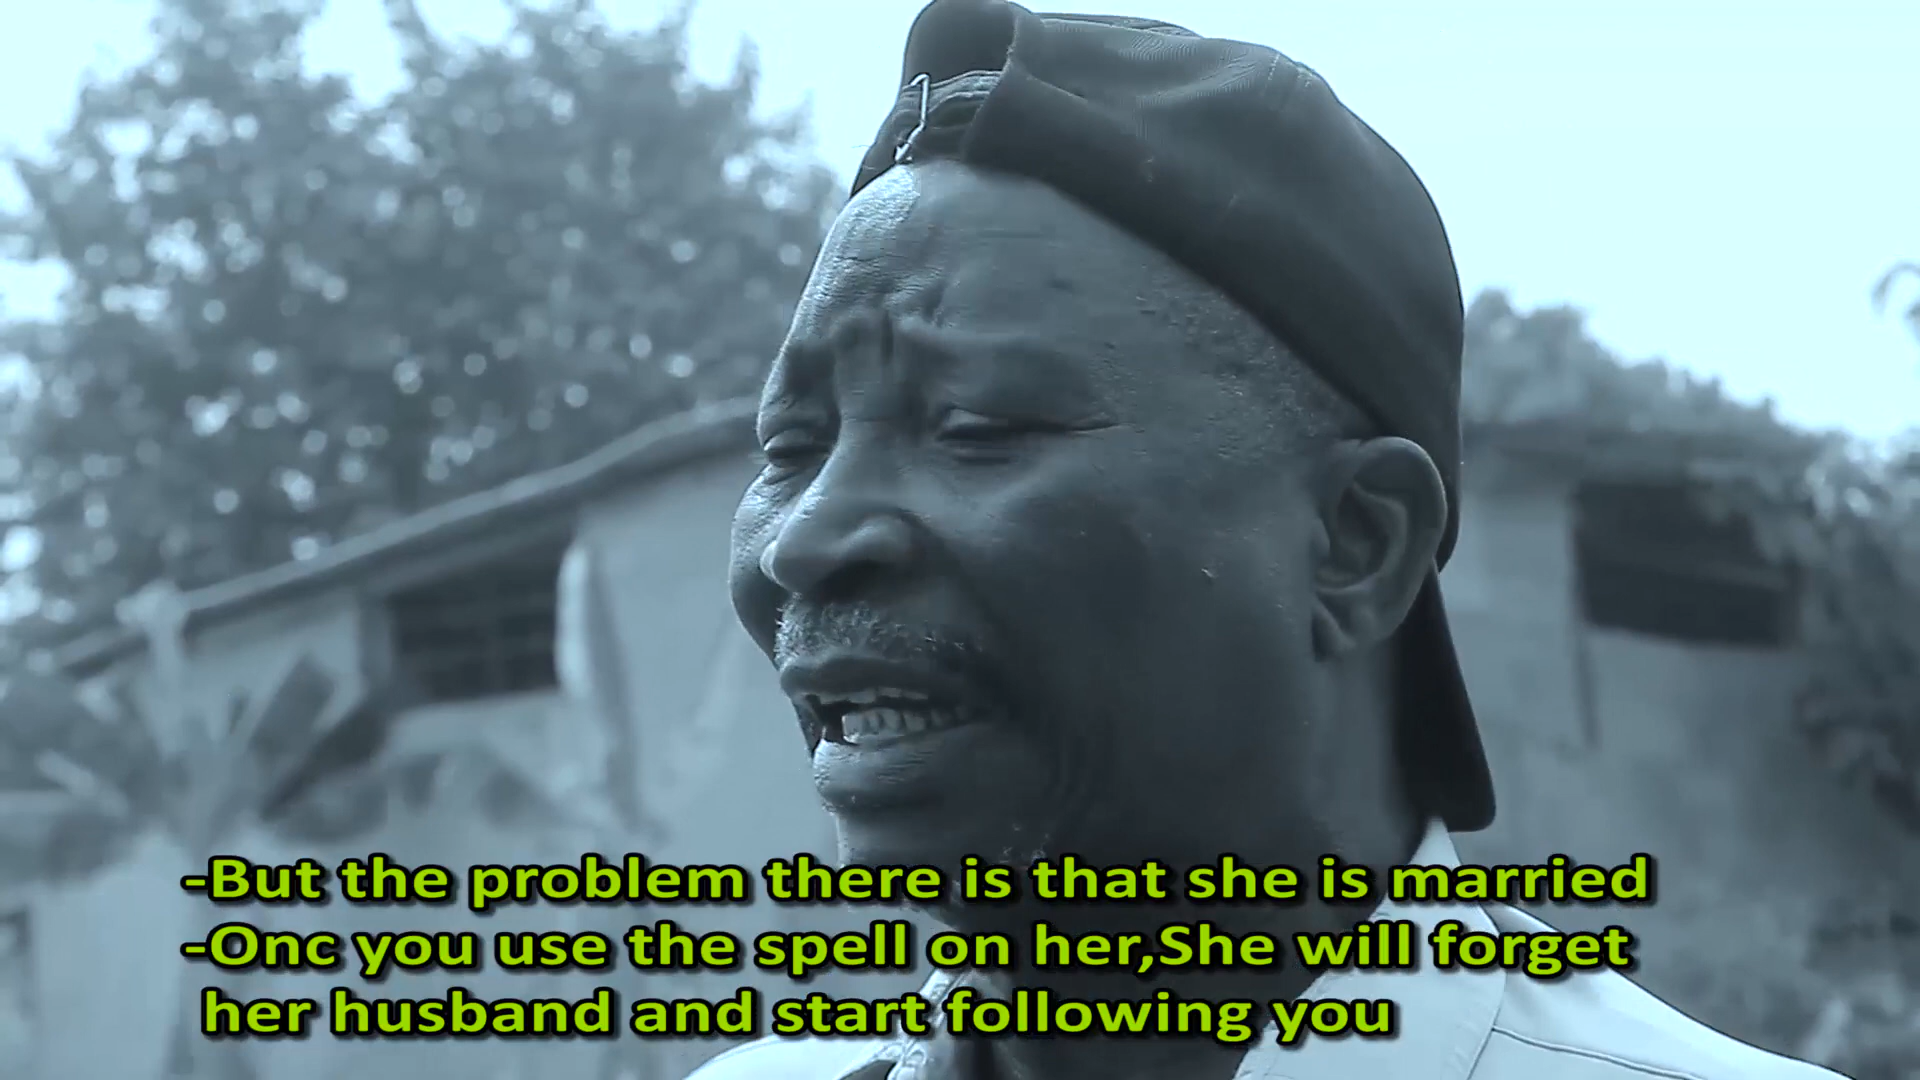 -But the problem there is that she is married
-Onc you use the spell on her,She will forget
her husband and start following you